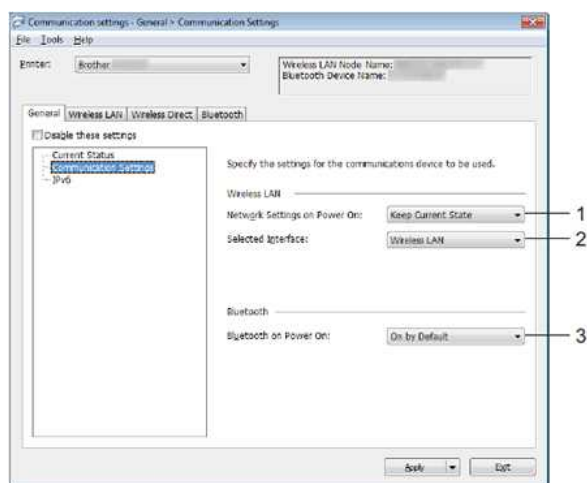 Communication settings - General > Communication Settings
File Tools Help
Printer: Brother
Wireless LAN Node Name:
Bluetooth Device Name:
General Wireless LAN Wireless Direct Bluetooth
Disable these settings
Current Status
Communication Settings
IPv6
Specify the settings for the communications device to be used.
Wireless LAN
Network Settings on Power On: Keep Current State 1
Selected Interface: Wireless LAN 2
Bluetooth
Bluetooth on Power On: On by Default 3
Apply Exit